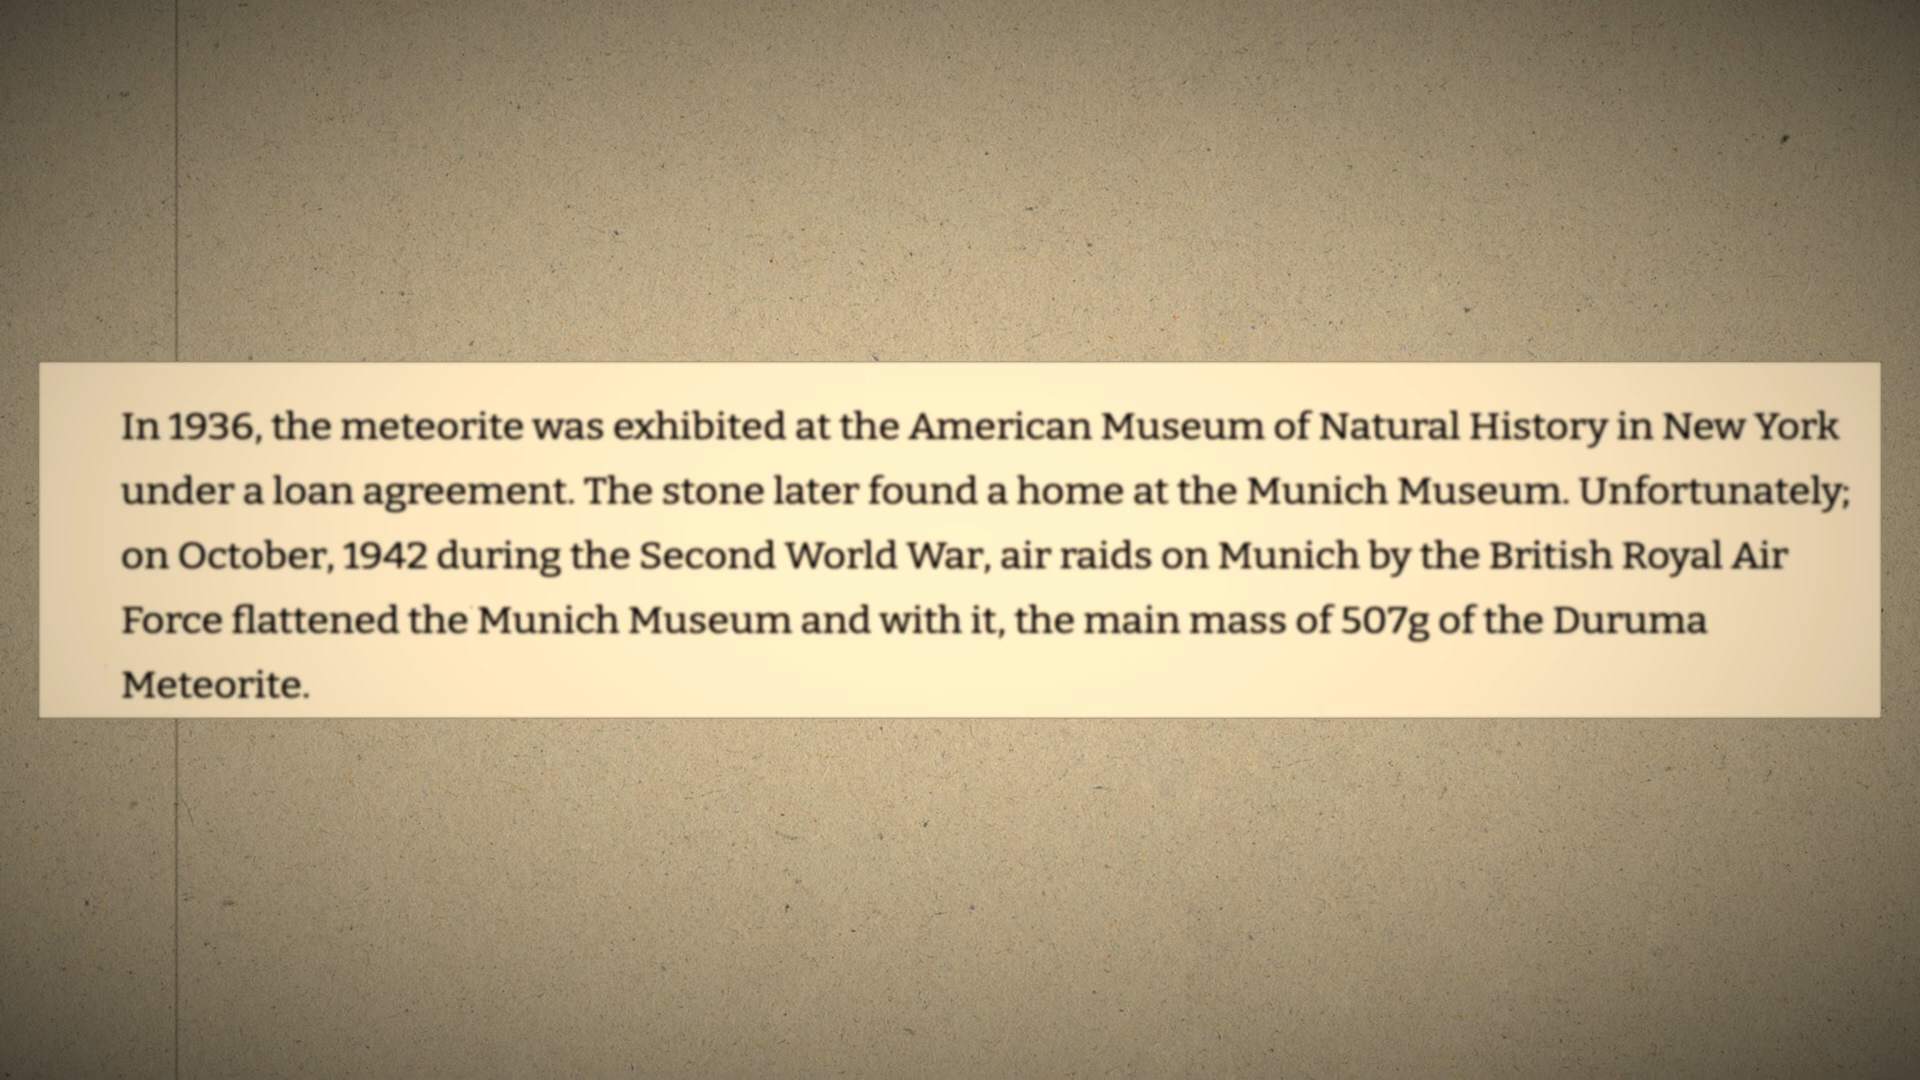 In 1936, the meteorite was exhibited at the American Museum of Natural History in New York
under a loan agreement. The stone later found a home at the Munich Museum. Unfortunately;
on October, 1942 during the Second World War, air raids on Munich by the British Royal Air
Force flattened the Munich Museum and with it, the main mass of 507g of the Duruma
Meteorite.